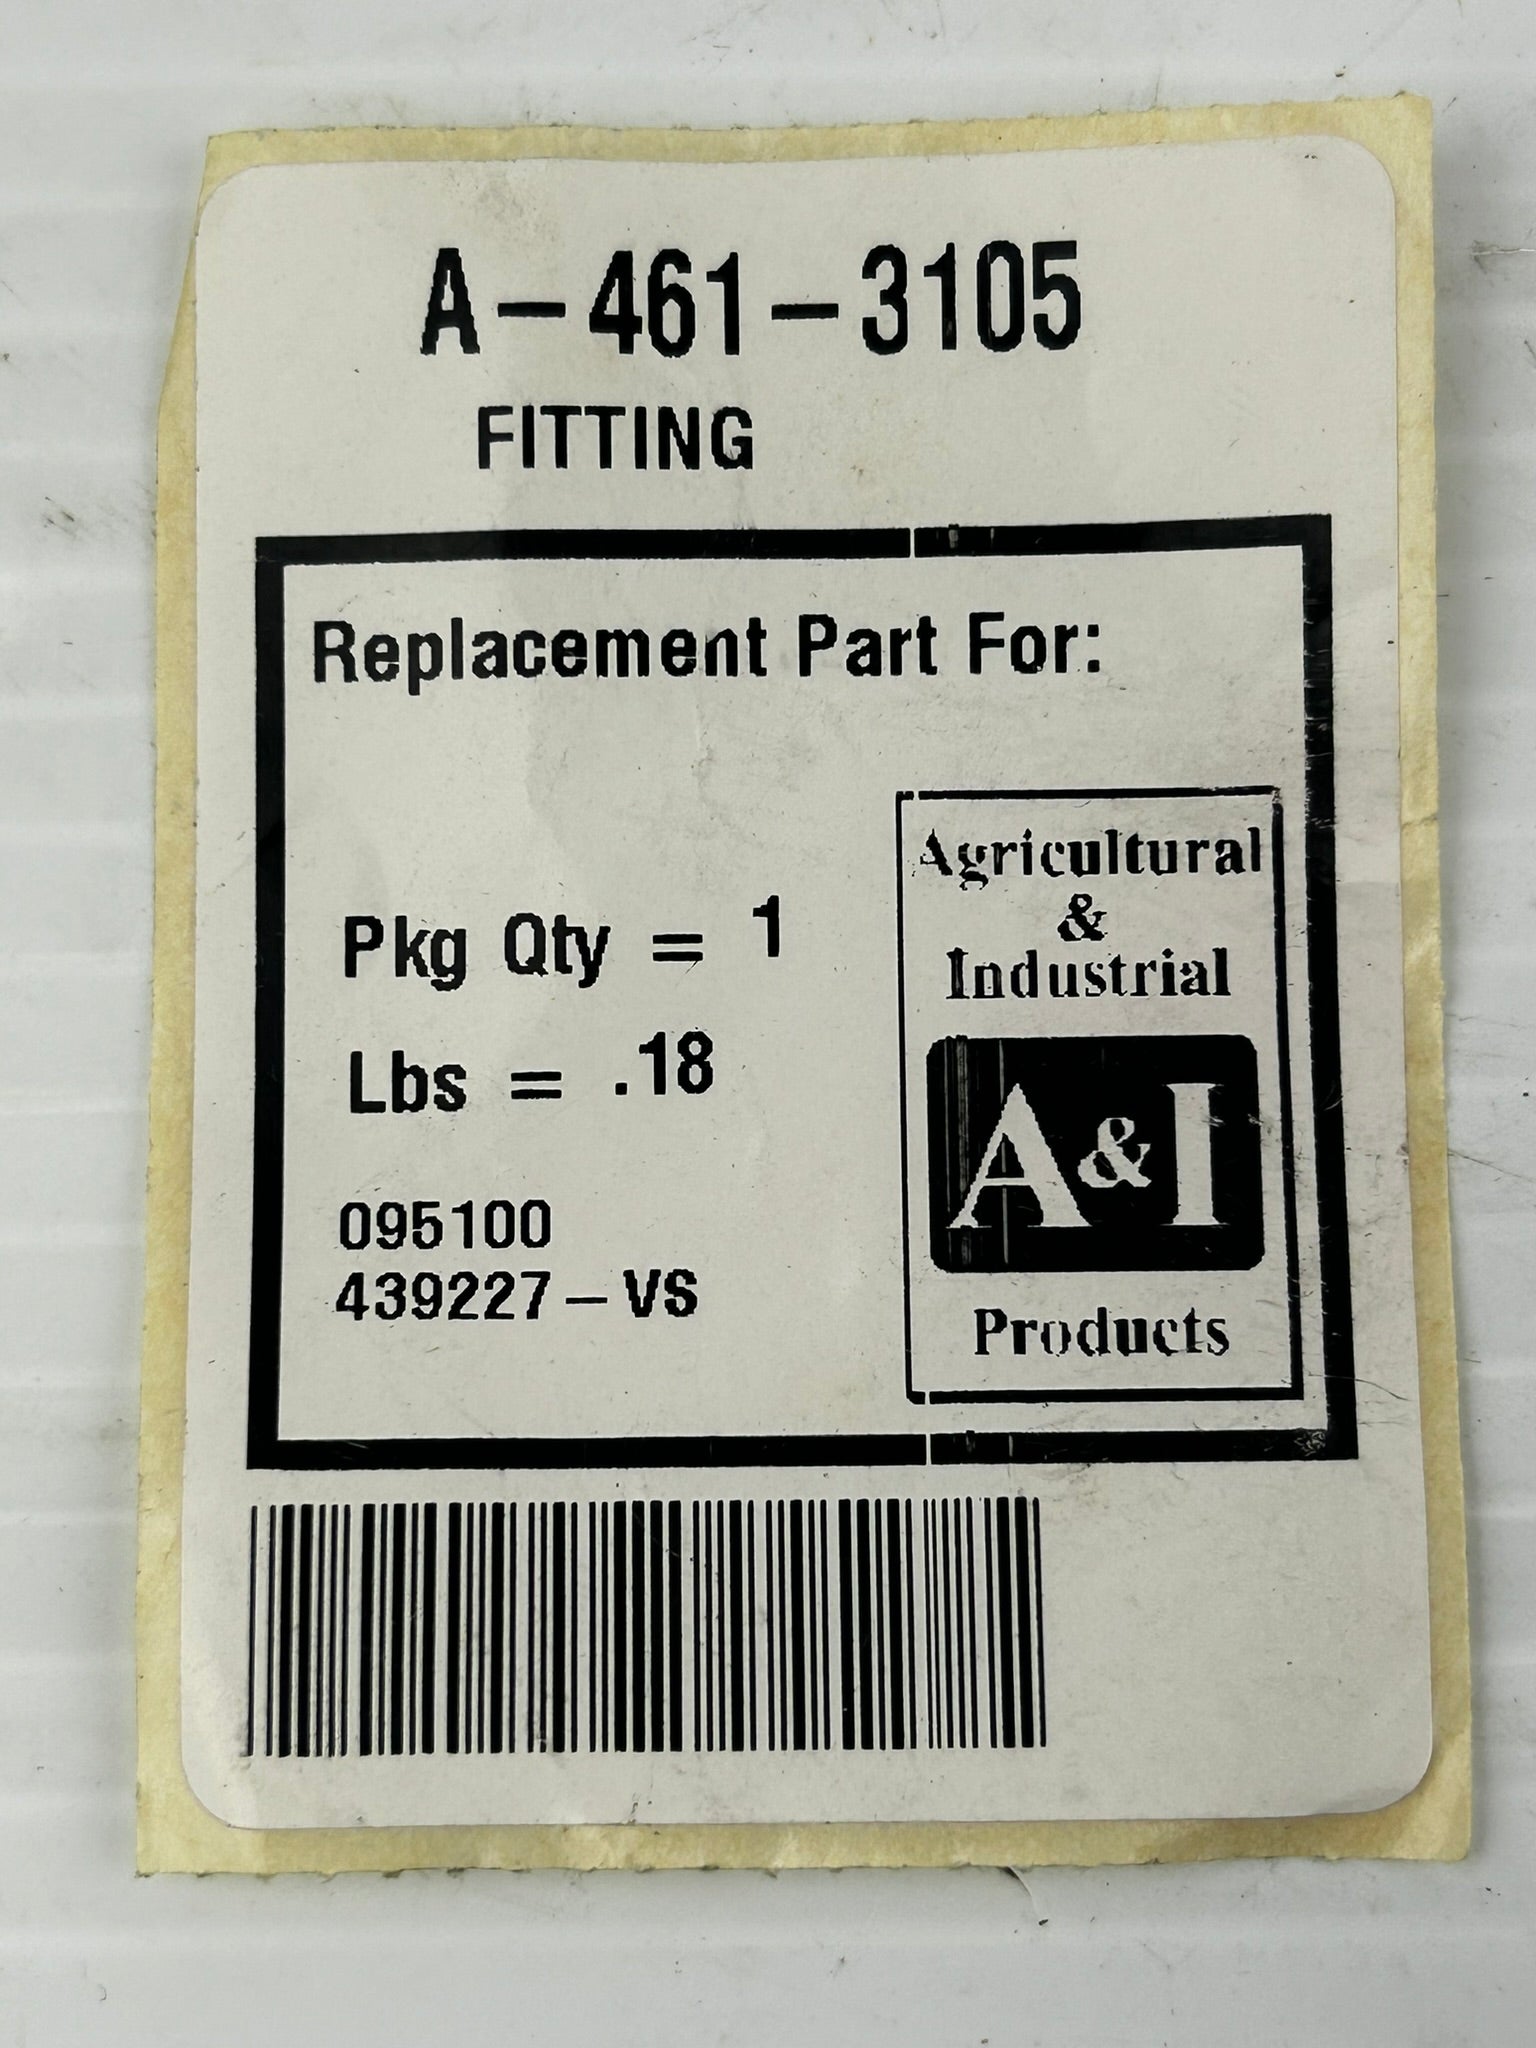 A-461-3105
FITTING
Replacement Part For:
Pkg Qty = 1
Lbs = .18
095100
439227-VS
Agricultural
&
Industrial
A&I
Products